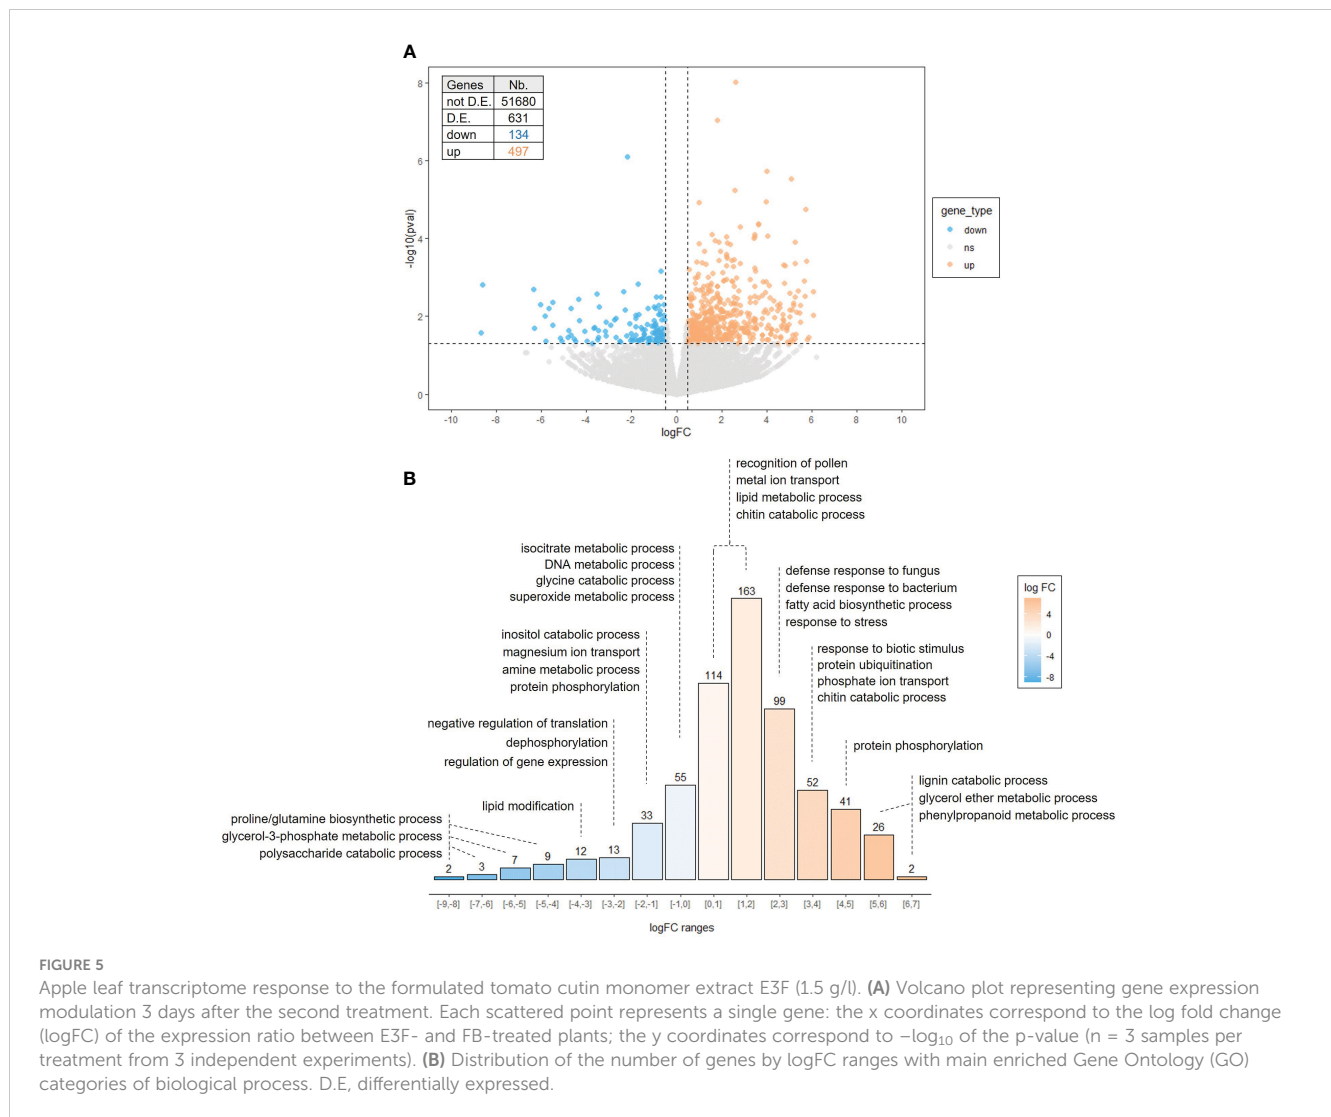 A
Genes Nb.
not D.E. 51680
D.E. 631
down 134
up 497
8
6
4
2
0
-log10(pval)
-10 -8 -6 -4 -2 0 2 4 6 8 10
logFC
gene_type
down
ns
up
B
recognition of pollen
metal ion transport
lipid metabolic process
chitin catabolic process
isocitrate metabolic process
DNA metabolic process
glycine catabolic process
superoxide metabolic process
defense response to fungus
defense response to bacterium
fatty acid biosynthetic process
response to stress
inositol catabolic process
magnesium ion transport
amine metabolic process
protein phosphorylation
response to biotic stimulus
protein ubiquitination
phosphate ion transport
chitin catabolic process
negative regulation of translation
dephosphorylation
regulation of gene expression
protein phosphorylation
lignin catabolic process
glycerol ether metabolic process
phenylpropanoid metabolic process
lipid modification
proline/glutamine biosynthetic process
glycerol-3-phosphate metabolic process
polysaccharide catabolic process
log FC
4
0
-4
-8
2 3 7 9 12 13 33 55 114 163 99 52 41 26 2
[-9,-8] [-7,-6] [-6,-5] [-5,-4] [-4,-3] [-3,-2] [-2,-1] [-1,0] [0,1] [1,2] [2,3] [3,4] [4,5] [5,6] [6,7]
logFC ranges
FIGURE 5
Apple leaf transcriptome response to the formulated tomato cutin monomer extract E3F (1.5 g/l). (A) Volcano plot representing gene expression
modulation 3 days after the second treatment. Each scattered point represents a single gene: the x coordinates correspond to the log fold change
(logFC) of the expression ratio between E3F- and FB-treated plants; the y coordinates correspond to –log₁₀ of the p-value (n = 3 samples per
treatment from 3 independent experiments). (B) Distribution of the number of genes by logFC ranges with main enriched Gene Ontology (GO)
categories of biological process. D.E, differentially expressed.